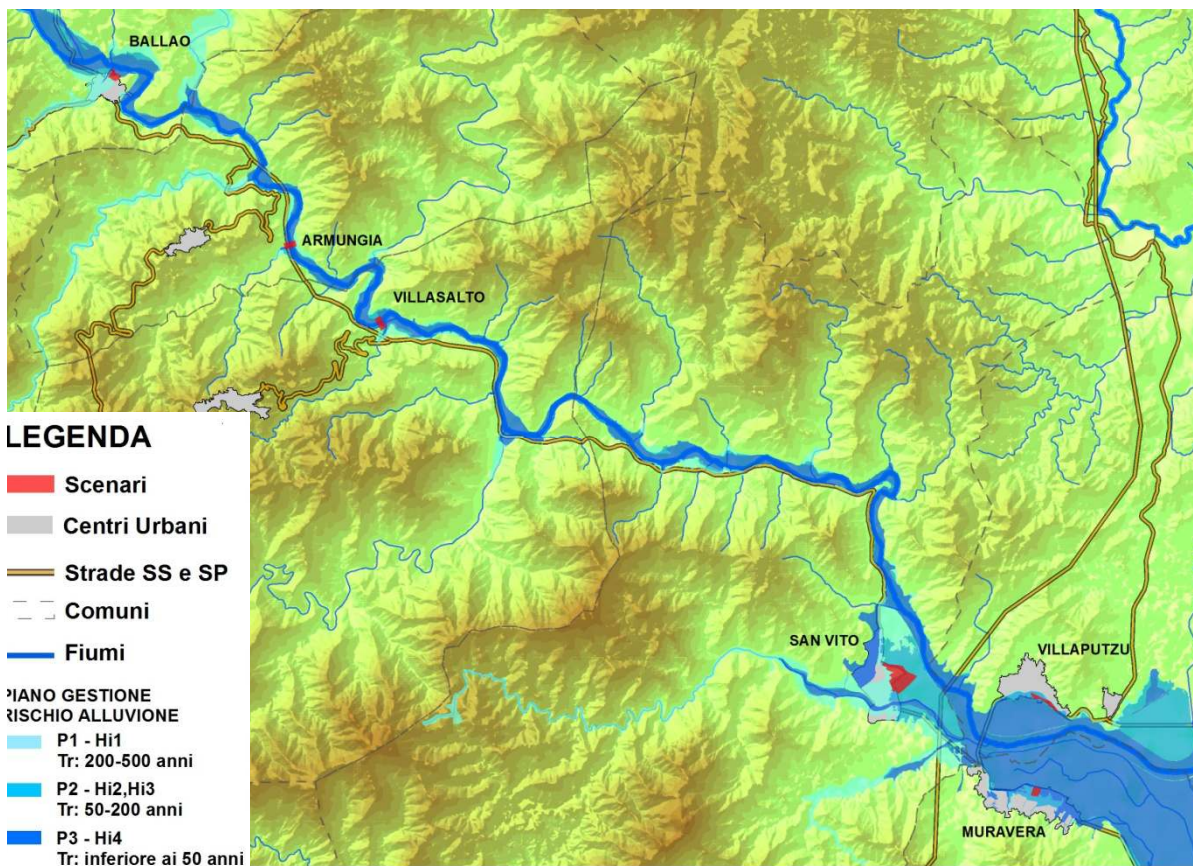 BALLAO
ARMUNGIA
VILLASALTO
SAN VITO
VILLAPUTZU
MURAVERA
LEGENDA
Scenari
Centri Urbani
Strade SS e SP
Comuni
Fiumi
PIANO GESTIONE
RISCHIO ALLUVIONE
P1 - Hi1
Tr: 200-500 anni
P2 - Hi2,Hi3
Tr: 50-200 anni
P3 - Hi4
Tr: inferiore ai 50 anni